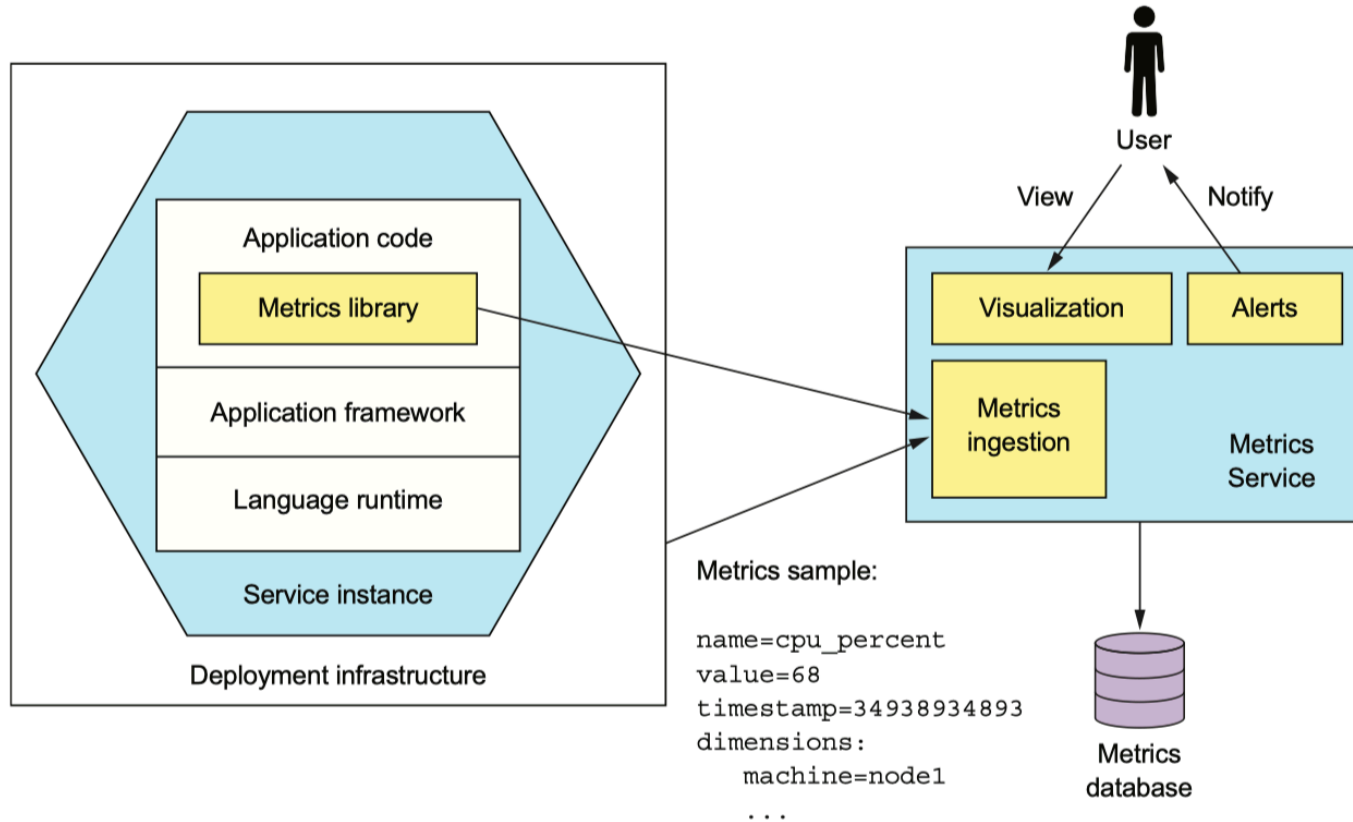 User
View
Notify
Application code
Metrics library
Application framework
Language runtime
Service instance
Deployment infrastructure
Visualization
Alerts
Metrics
ingestion
Metrics
Service
Metrics sample:
name=cpu_percent
value=68
timestamp=34938934893
dimensions:
machine=node1
...
Metrics
database